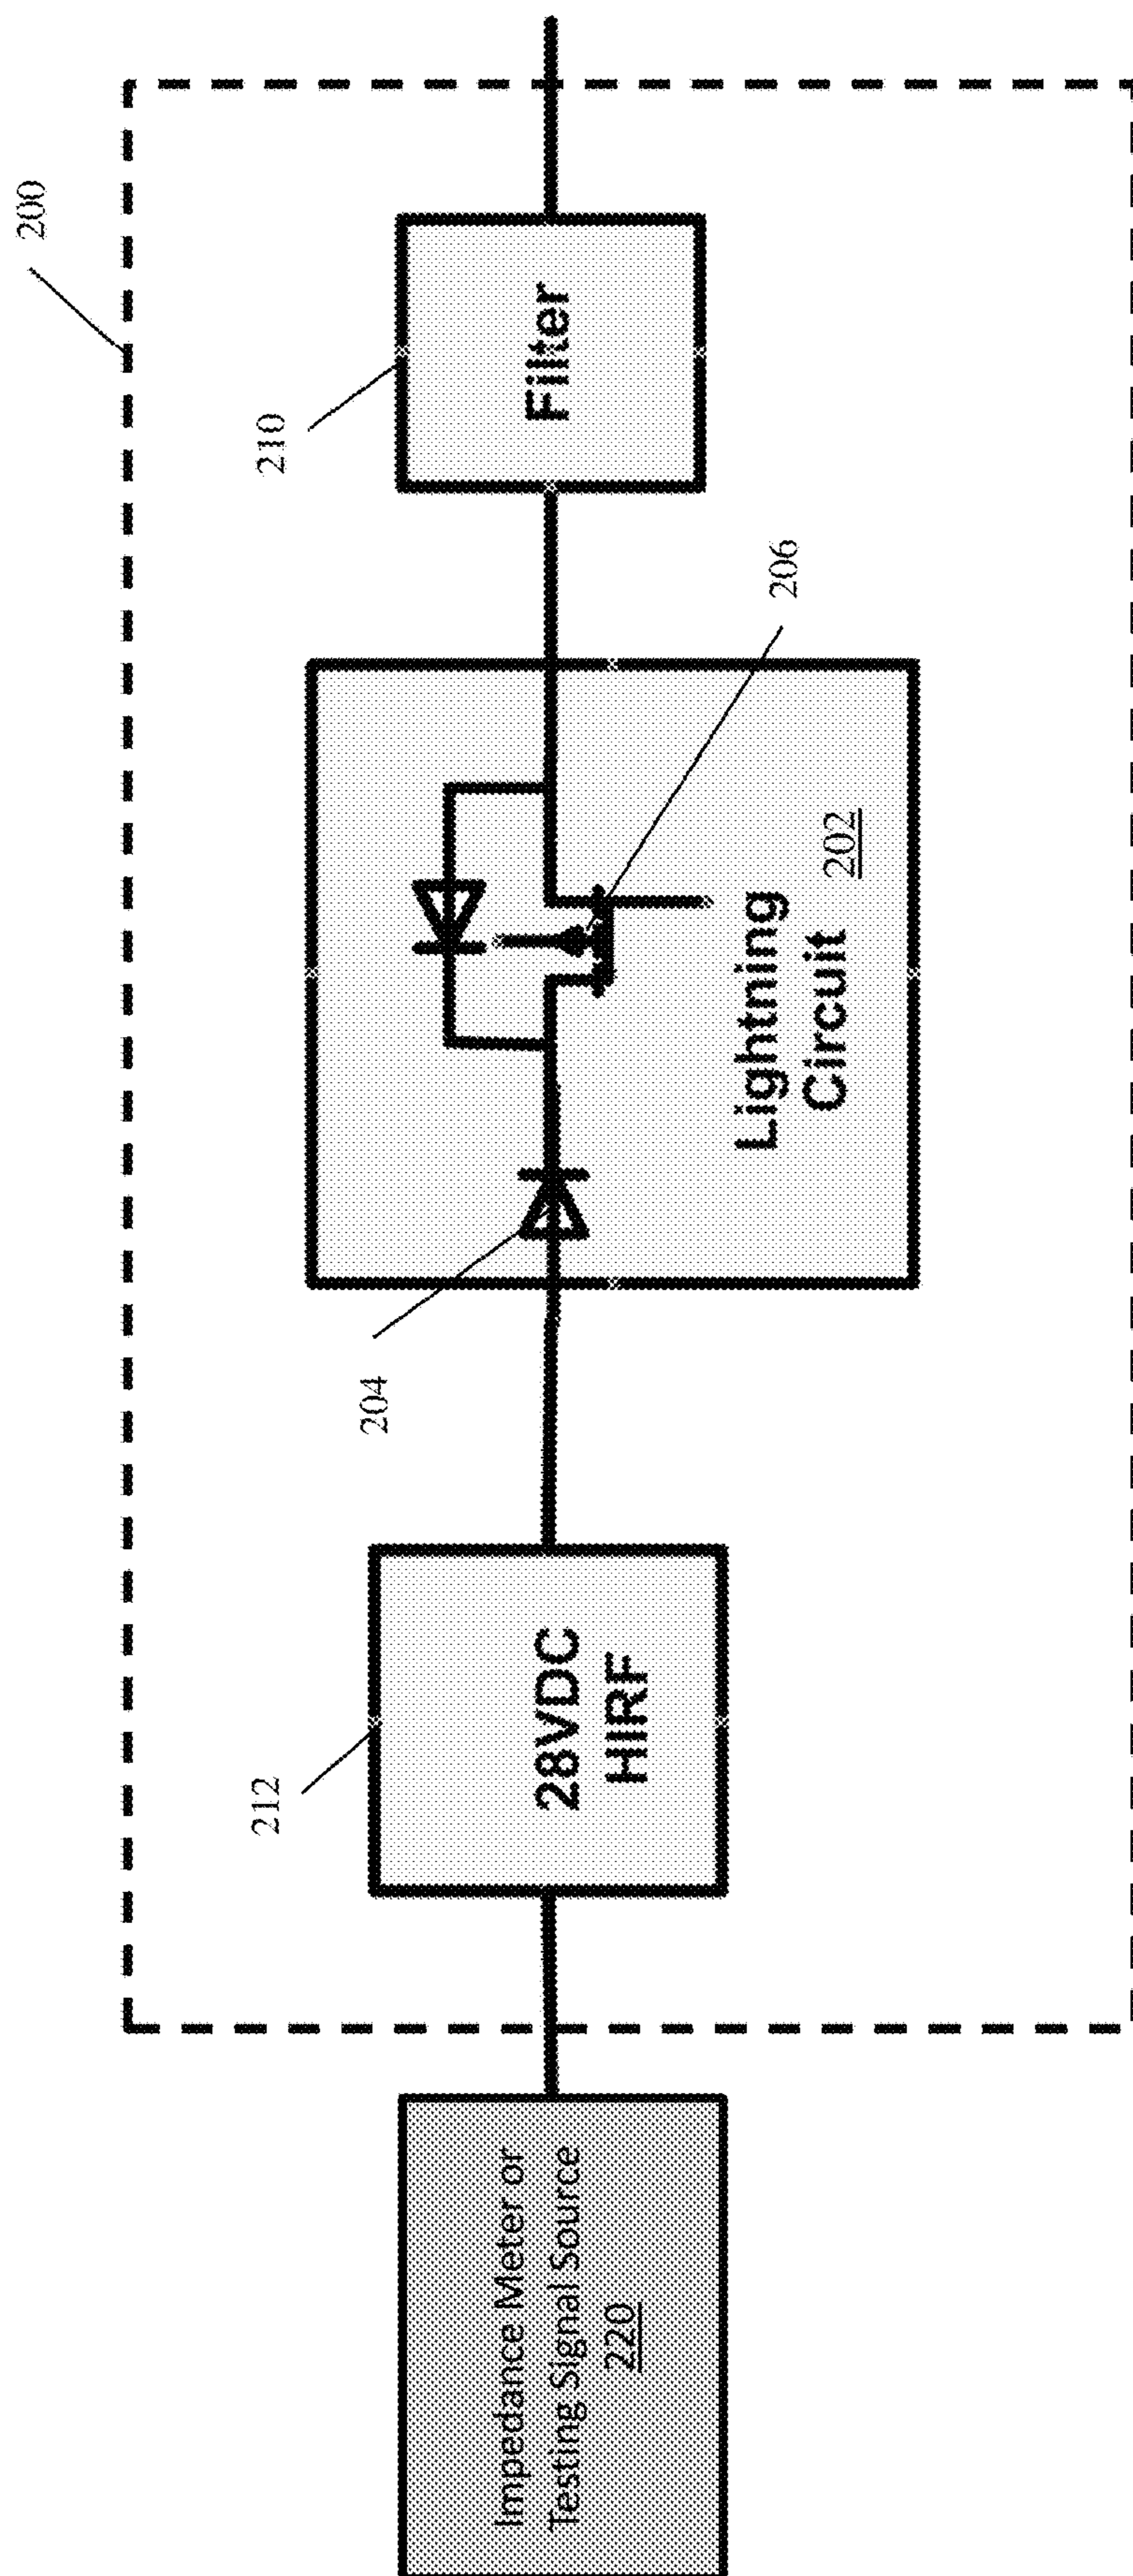 200
210
Filter
206
204
Lightning
Circuit
202
212
28VDC
HIRF
Impedance Meter or
Testing Signal Source
220